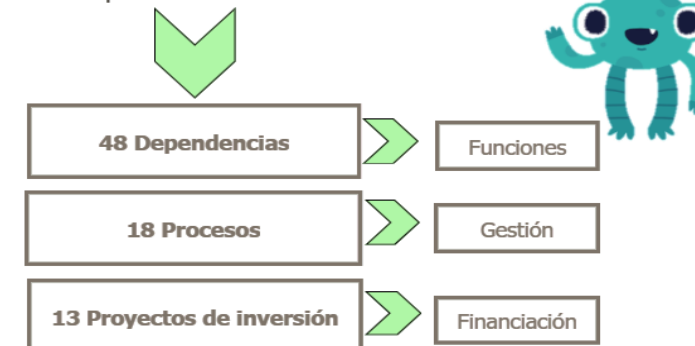 48 Dependencias
Funciones
18 Procesos
Gestión
13 Proyectos de inversión
Financiación